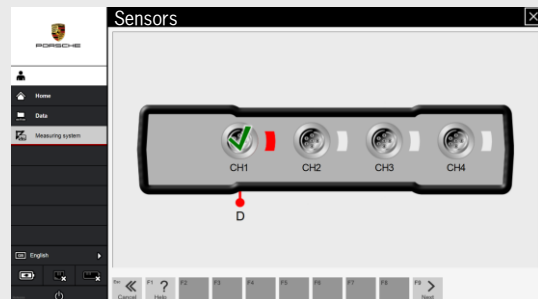 Sensors
PORSCHE
Home
Data
Measuring system
CH1
CH2
CH3
CH4
D
English
Esc
F1
F2
F3
F4
F5
F6
F7
F8
Cancel
Help
Next